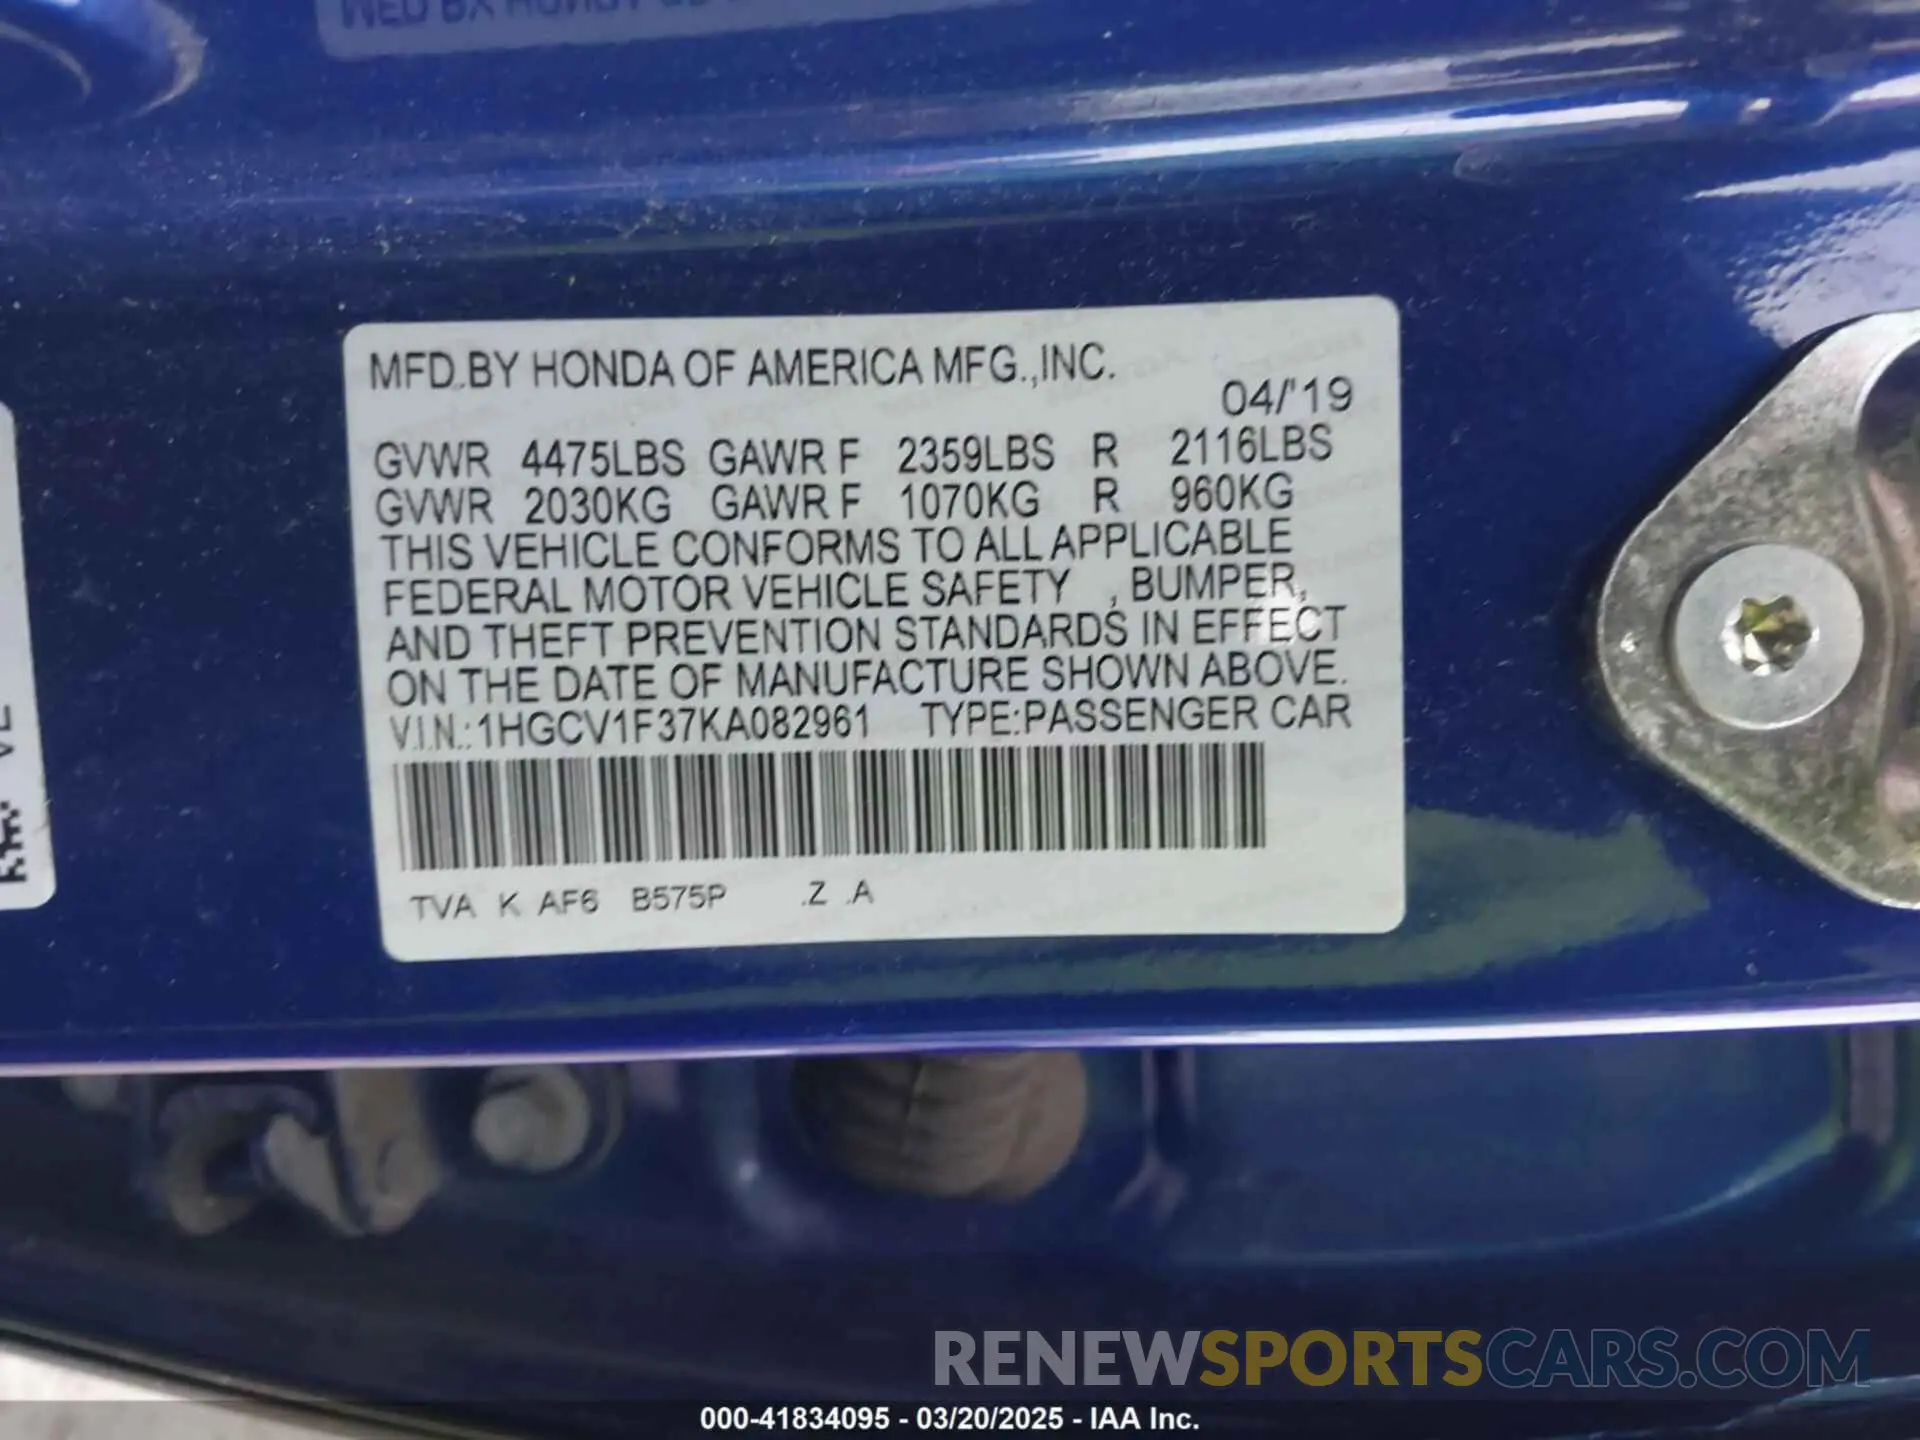 MFD.BY HONDA OF AMERICA MFG.,INC.
04/'19
GVWR 4475LBS GAWR F 2359LBS R 2116LBS
GVWR 2030KG GAWR F 1070KG R 960KG
THIS VEHICLE CONFORMS TO ALL APPLICABLE
FEDERAL MOTOR VEHICLE SAFETY , BUMPER,
AND THEFT PREVENTION STANDARDS IN EFFECT
ON THE DATE OF MANUFACTURE SHOWN ABOVE.
V.I.N.:1HGCV1F37KA082961 TYPE:PASSENGER CAR
TVA K AF6 B575P .Z .A
RENEWSPORTSCARS.COM
000-41834095 - 03/20/2025 - IAA Inc.